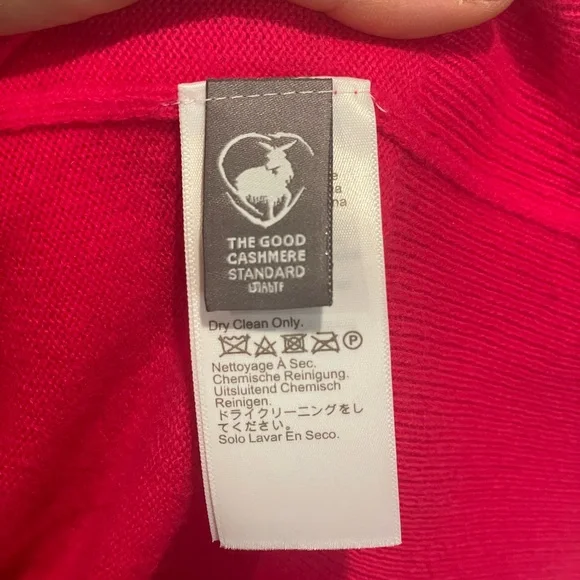 THE GOOD
CASHMERE
STANDARD
Dry Clean Only.
P
Nettoyage À Sec.
Chemische Reinigung.
Uitsluitend Chemisch
Reinigen.
ドライクリーニングをし
てください。
Solo Lavar En Seco.